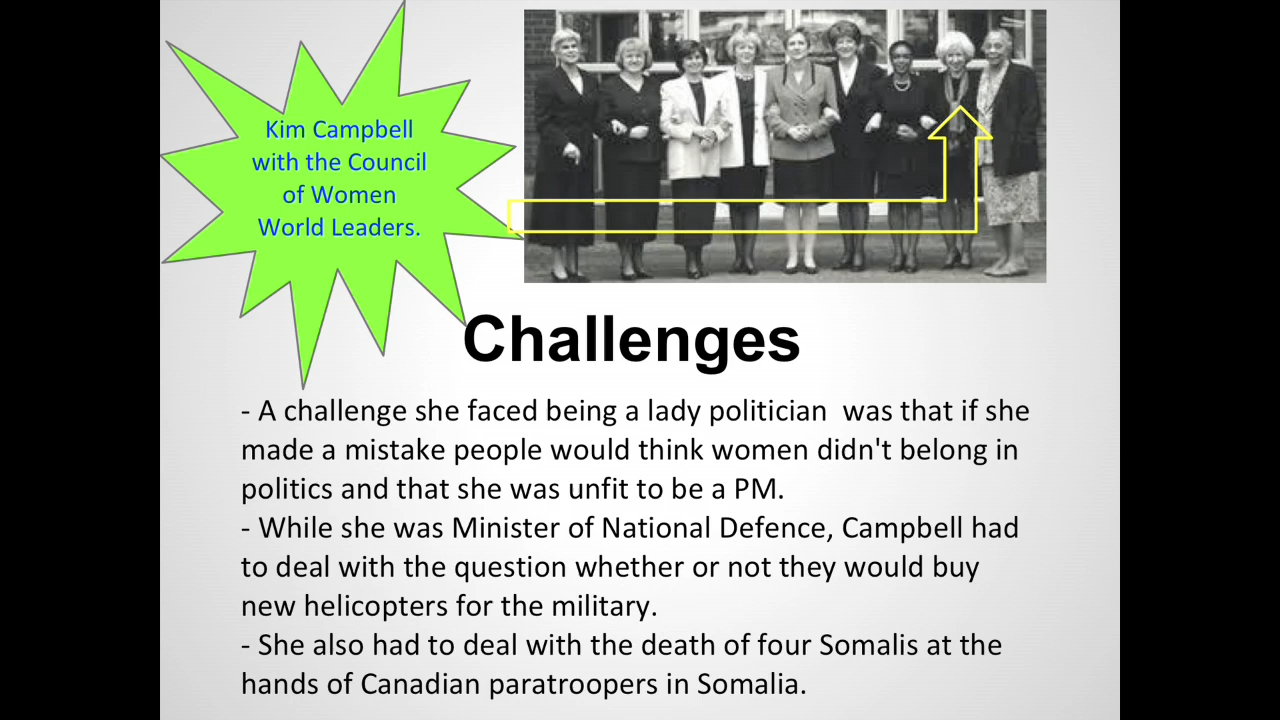 Kim Campbell
with the Council
of Women
World Leaders.
Challenges
- A challenge she faced being a lady politician  was that if she
made a mistake people would think women didn't belong in
politics and that she was unfit to be a PM.
- While she was Minister of National Defence, Campbell had
to deal with the question whether or not they would buy
new helicopters for the military.
- She also had to deal with the death of four Somalis at the
hands of Canadian paratroopers in Somalia.